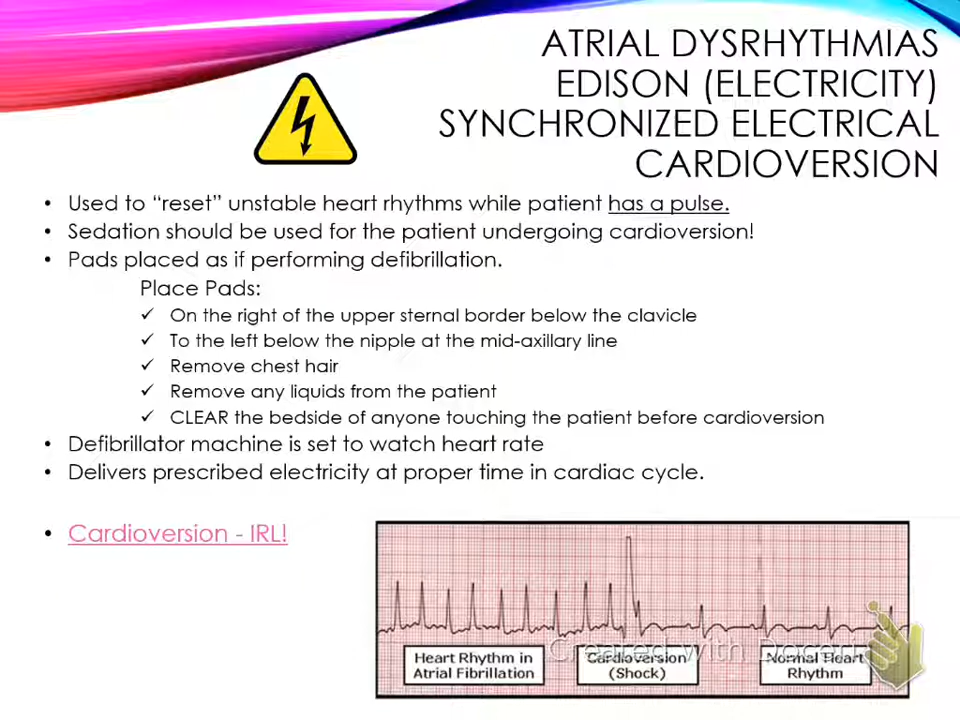 ATRIAL DYSRHYTHMIAS
EDISON (ELECTRICITY)
SYNCHRONIZED ELECTRICAL
CARDIOVERSION
• Used to “reset” unstable heart rhythms while patient has a pulse.
• Sedation should be used for the patient undergoing cardioversion!
• Pads placed as if performing defibrillation.
Place Pads:
✓ On the right of the upper sternal border below the clavicle
✓ To the left below the nipple at the mid-axillary line
✓ Remove chest hair
✓ Remove any liquids from the patient
✓ CLEAR the bedside of anyone touching the patient before cardioversion
• Defibrillator machine is set to watch heart rate
• Delivers prescribed electricity at proper time in cardiac cycle.
• Cardioversion - IRL!
Created with Doceri
Heart Rhythm in
Atrial Fibrillation
Cardioversion
(Shock)
Normal Heart
Rhythm